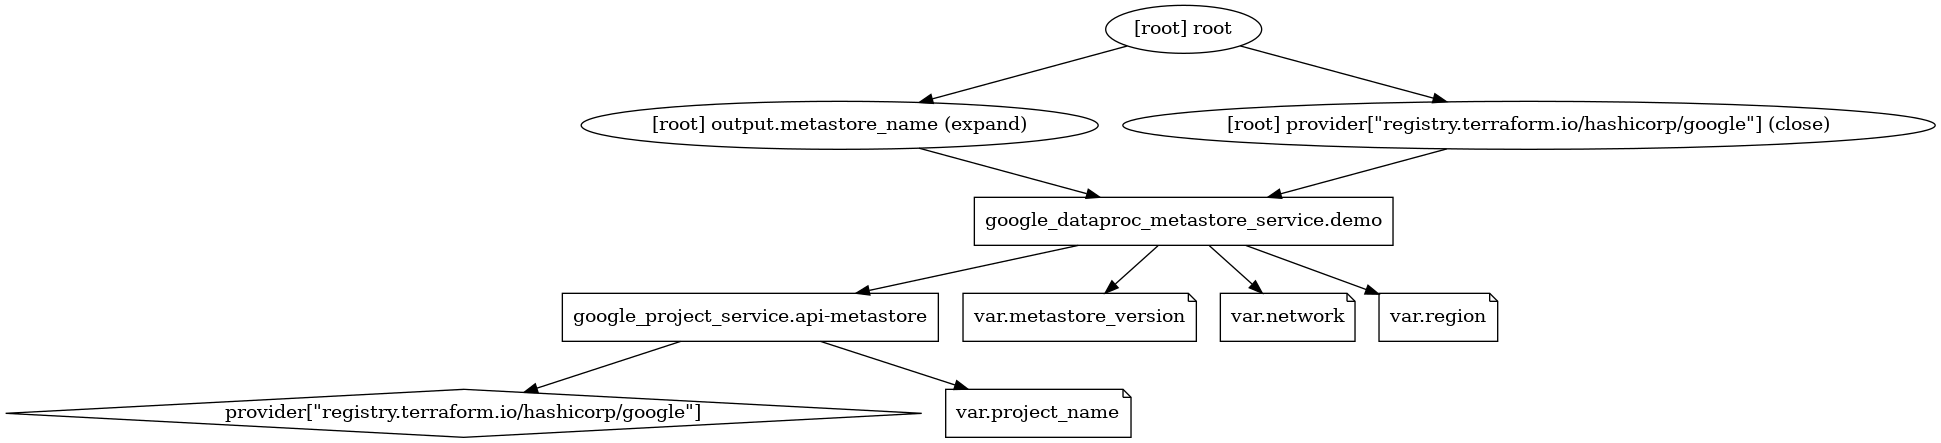 [root] root
[root] output.metastore_name (expand)
[root] provider["registry.terraform.io/hashicorp/google"] (close)
google_dataproc_metastore_service.demo
google_project_service.api-metastore
var.metastore_version
var.network
var.region
provider["registry.terraform.io/hashicorp/google"]
var.project_name